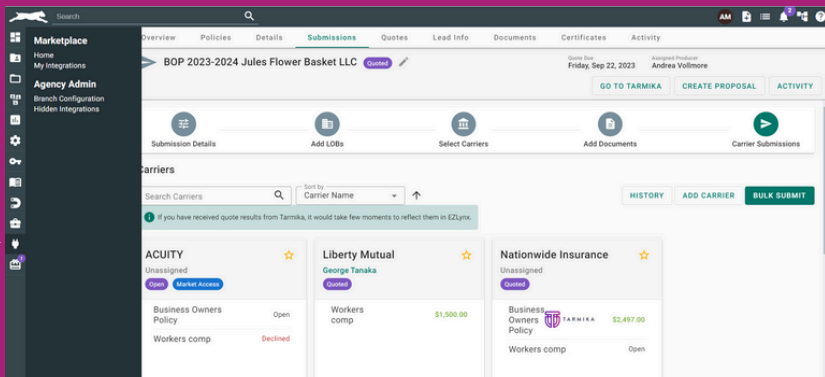 Search
AM
2
Marketplace
Home
My Integrations
Agency Admin
Branch Configuration
Hidden Integrations
1
Overview Policies Details Submissions Quotes Lead Info Documents Certificates Activity
BOP 2023-2024 Jules Flower Basket LLC Quoted
Quote Due
Friday, Sep 22, 2023
Assigned Producer
Andrea Vollmore
GO TO TARMIKA CREATE PROPOSAL ACTIVITY
Submission Details Add LOBs Select Carriers Add Documents Carrier Submissions
Carriers
Search Carriers
Sort by
Carrier Name
HISTORY ADD CARRIER BULK SUBMIT
If you have received quote results from Tarmika, it would take few moments to reflect them in EZLynx.
ACUITY
Unassigned
Open Market Access
Business Owners
Policy
Open
Workers comp Declined
Liberty Mutual
George Tanaka
Quoted
Workers
comp
$1,500.00
Nationwide Insurance
Unassigned
Quoted
Business
Owners
Policy
TARMIKA
$2,497.00
Workers comp Open